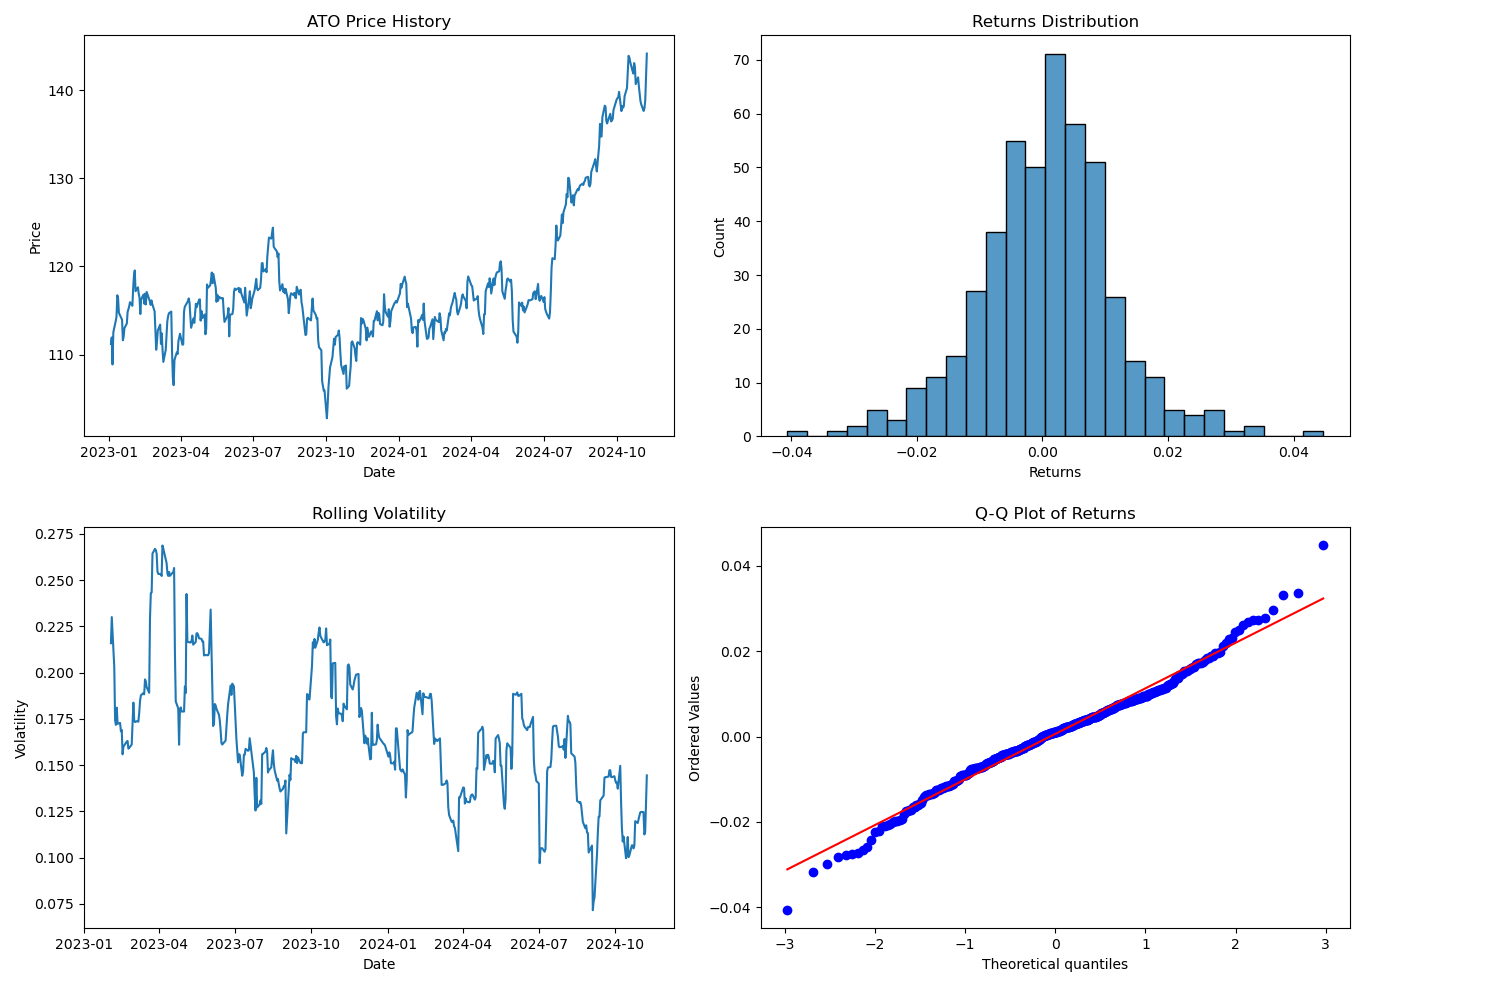 ATO Price History
140
130
120
110
Price
2023-01 2023-04 2023-07 2023-10 2024-01 2024-04 2024-07 2024-10
Date
Returns Distribution
70
60
50
40
30
20
10
0
Count
−0.04 −0.02 0.00 0.02 0.04
Returns
Rolling Volatility
0.275
0.250
0.225
0.200
0.175
0.150
0.125
0.100
0.075
Volatility
2023-01 2023-04 2023-07 2023-10 2024-01 2024-04 2024-07 2024-10
Date
Q-Q Plot of Returns
0.04
0.02
0.00
−0.02
−0.04
Ordered Values
−3 −2 −1 0 1 2 3
Theoretical quantiles